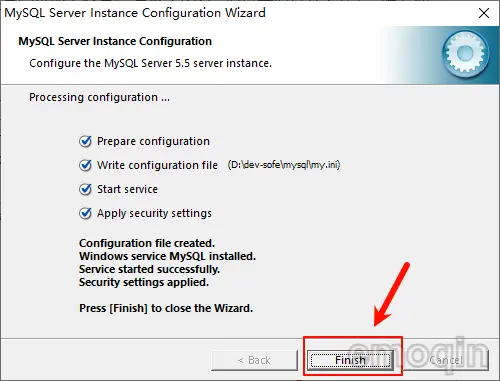 MySQL Server Instance Configuration Wizard
MySQL Server Instance Configuration
Configure the MySQL Server 5.5 server instance.
Processing configuration ...
Prepare configuration
Write configuration file (D:\dev-sofe\mysql\my.ini)
Start service
Apply security settings
Configuration file created.
Windows service MySQL installed.
Service started successfully.
Security settings applied.
Press [Finish] to close the Wizard.
< Back Finish Cancel
emoqin